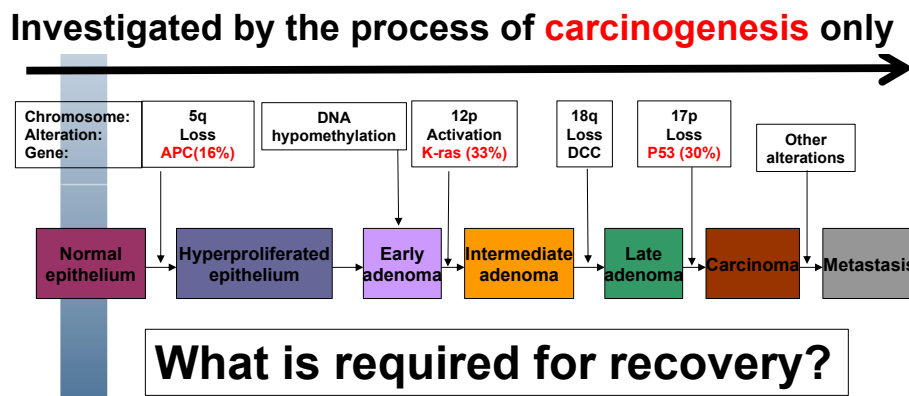 Investigated by the process of carcinogenesis only
Chromosome:
Alteration:
Gene:
5q
Loss
APC(16%)
DNA
hypomethylation
12p
Activation
K-ras (33%)
18q
Loss
DCC
17p
Loss
P53 (30%)
Other
alterations
Normal
epithelium
Hyperproliferated
epithelium
Early
adenoma
Intermediate
adenoma
Late
adenoma
Carcinoma
Metastasis
What is required for recovery?